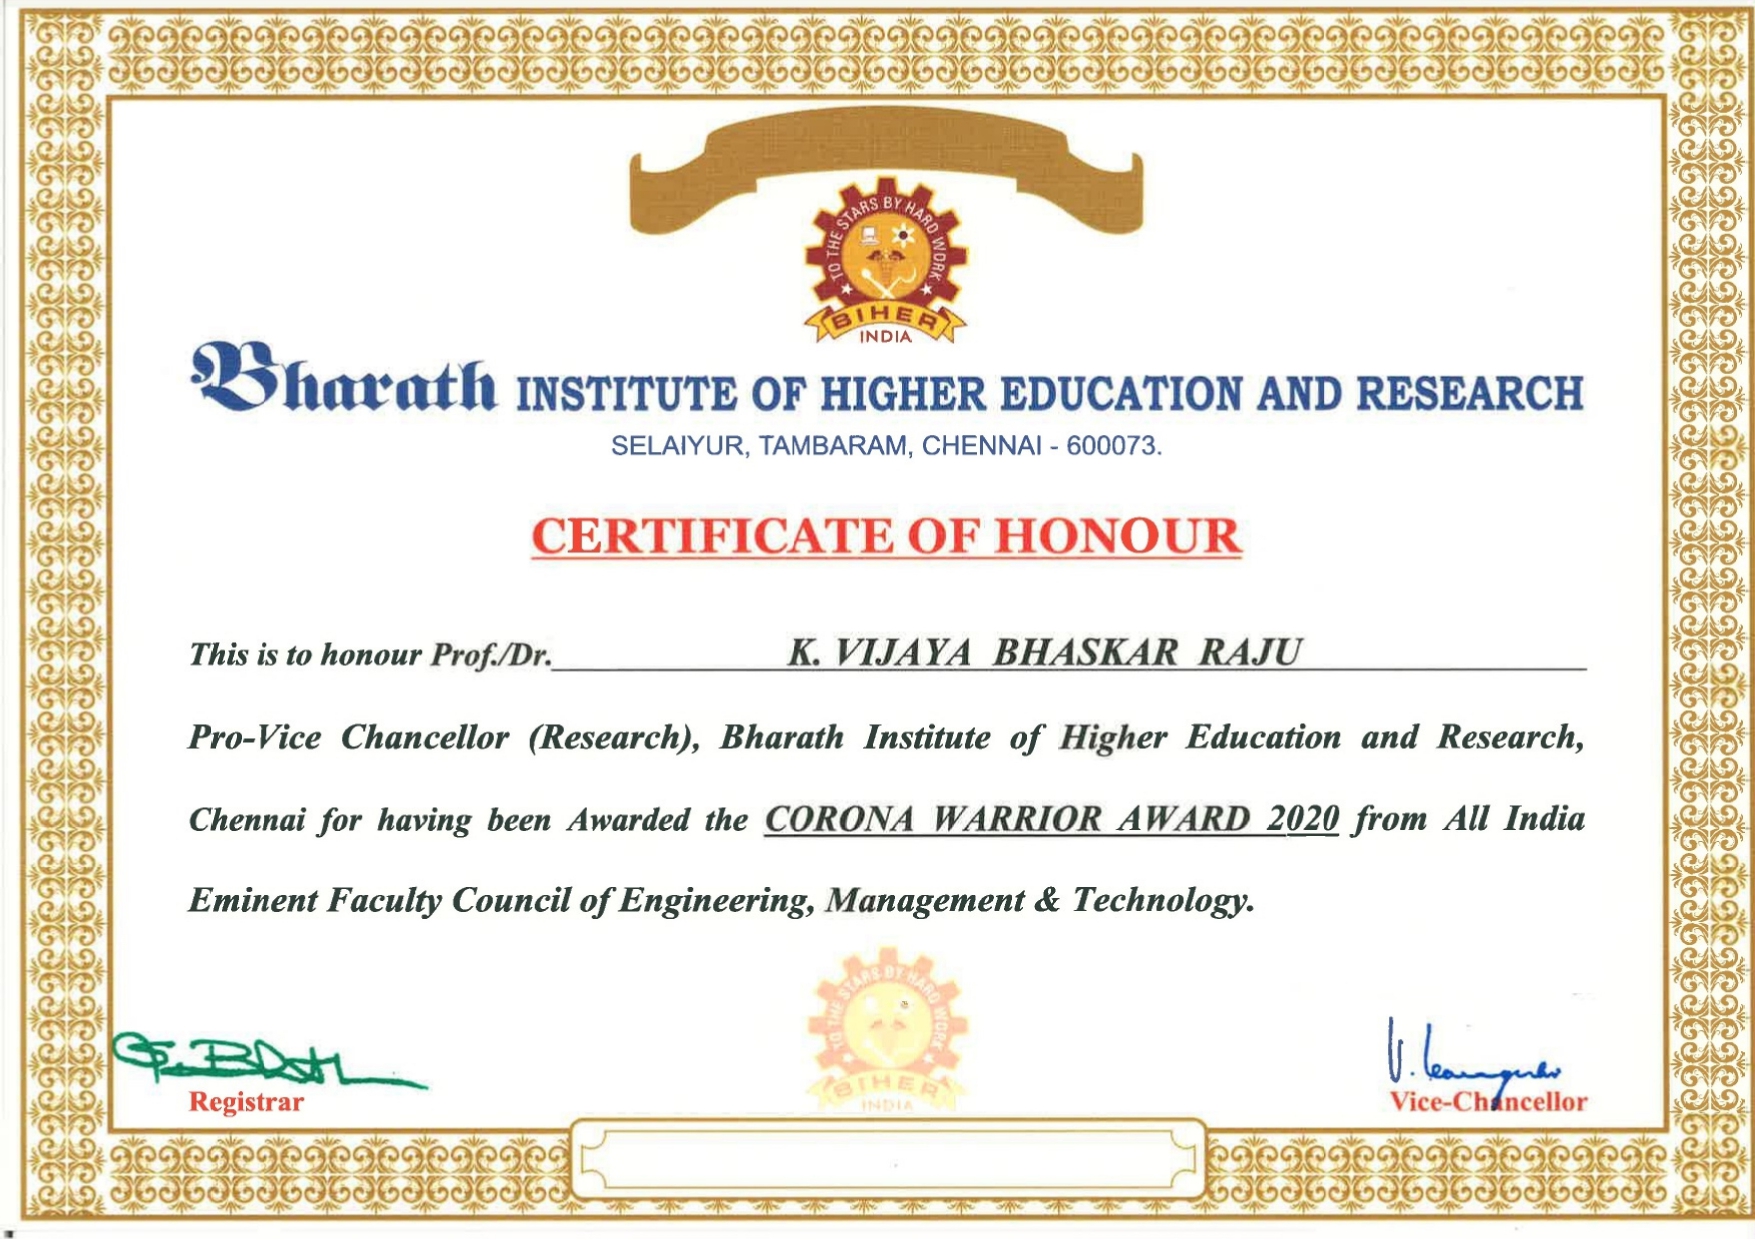 TO THE STARS BY HARD WORK
BIHER
INDIA
Bharath INSTITUTE OF HIGHER EDUCATION AND RESEARCH
SELAIYUR, TAMBARAM, CHENNAI - 600073.
CERTIFICATE OF HONOUR
This is to honour Prof./Dr. K. VIJAYA BHASKAR RAJU
Pro-Vice Chancellor (Research), Bharath Institute of Higher Education and Research,
Chennai for having been Awarded the CORONA WARRIOR AWARD 2020 from All India
Eminent Faculty Council of Engineering, Management & Technology.
TO THE STARS BY HARD WORK
BIHER
INDIA
Registrar
Vice-Chancellor